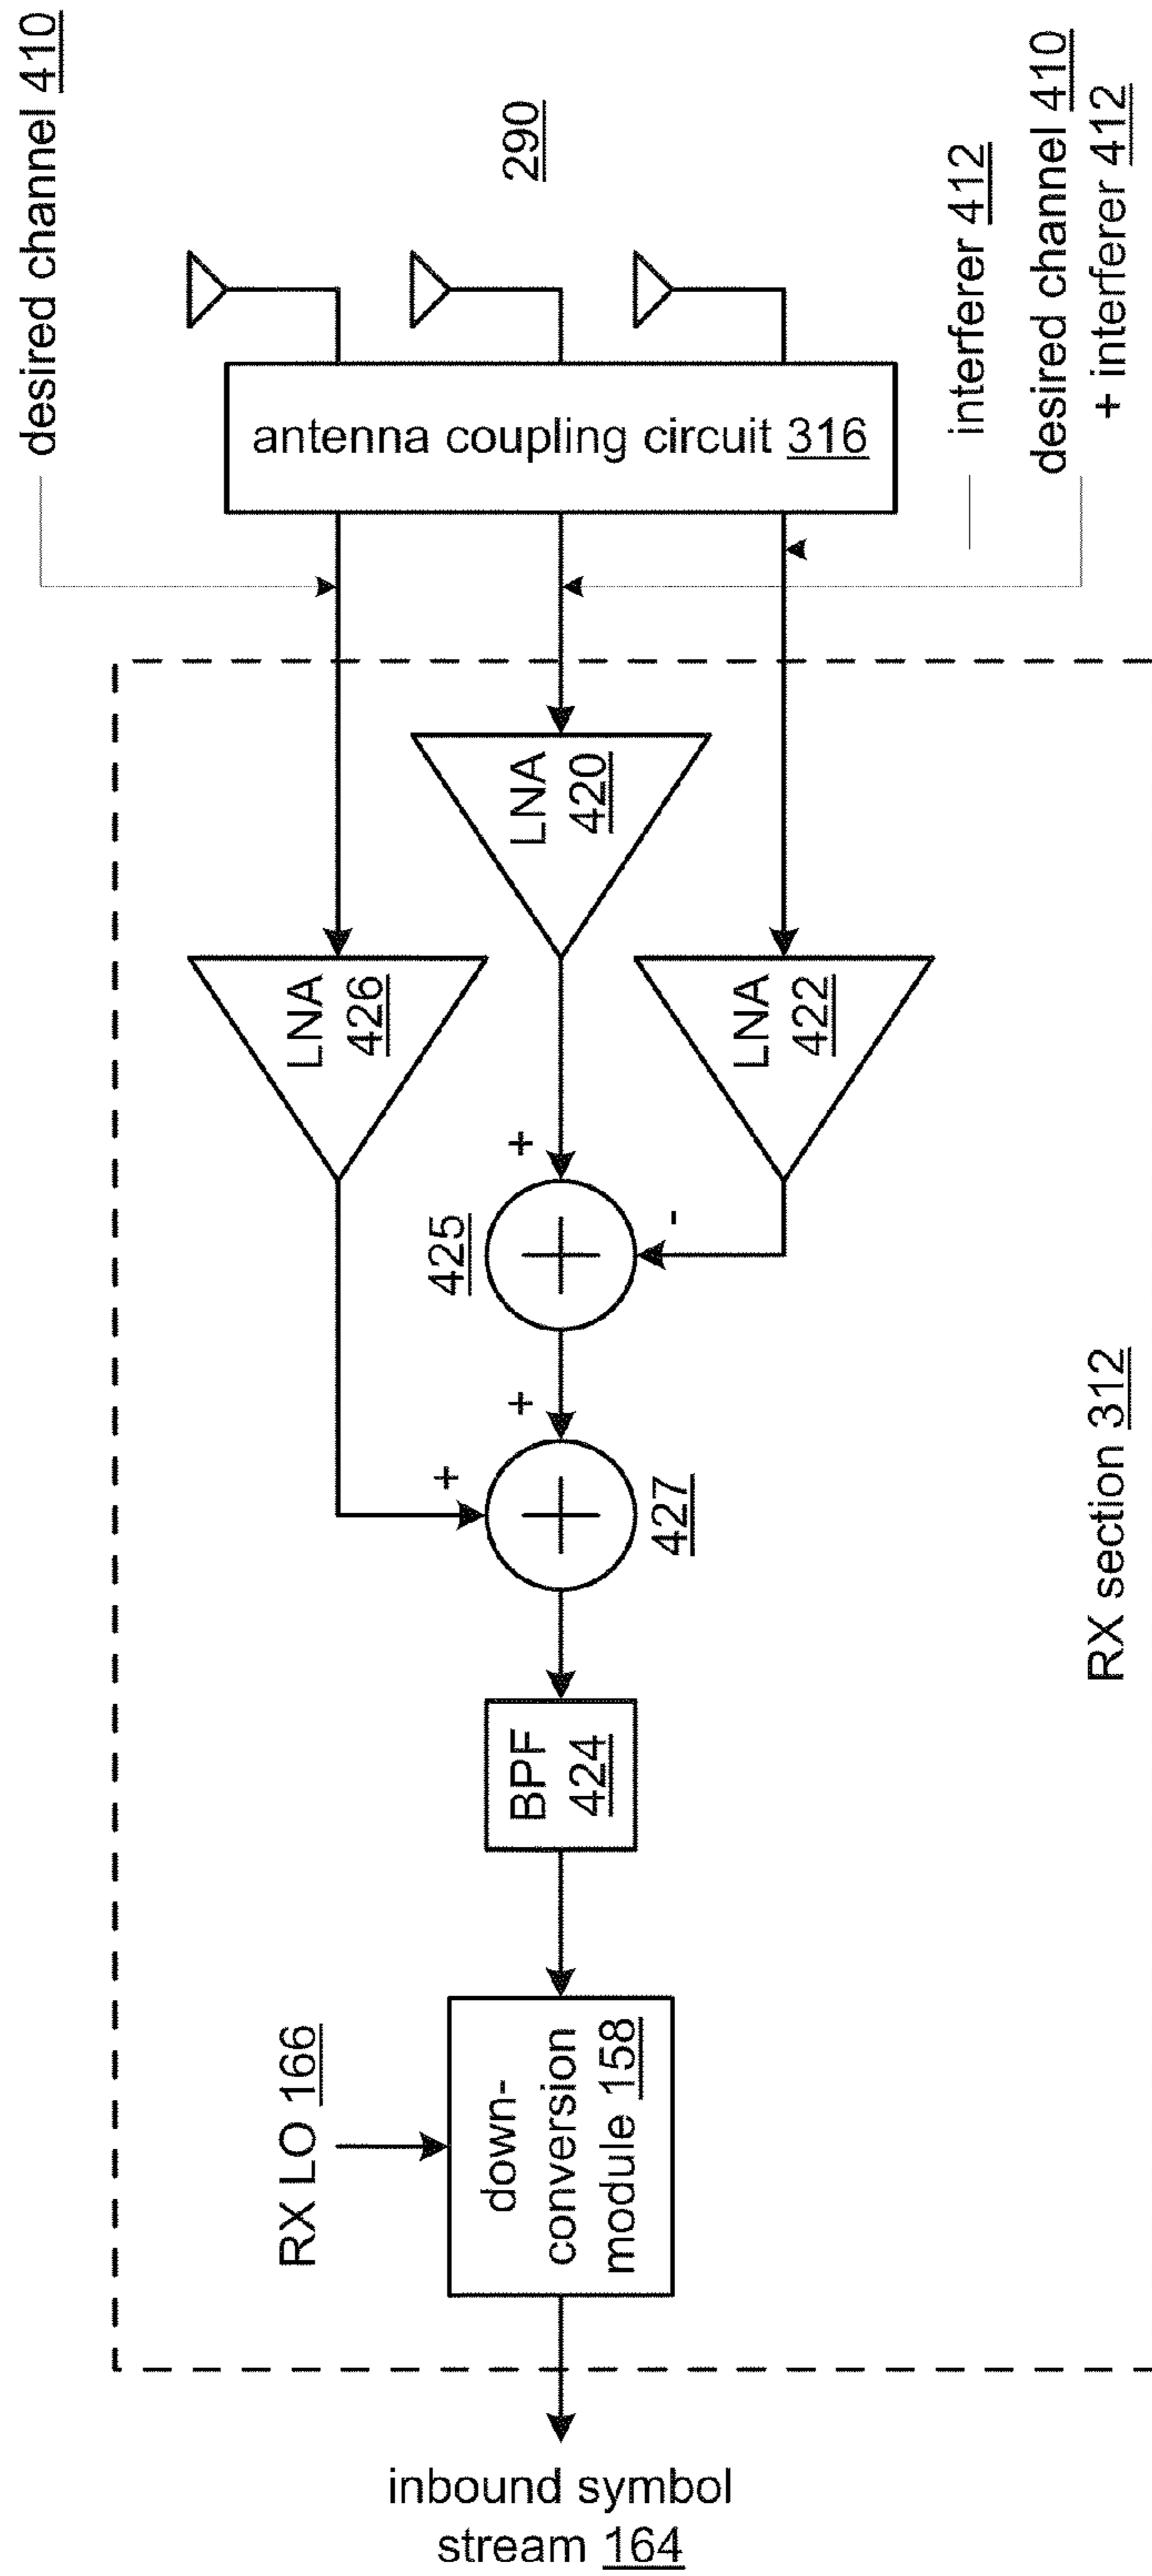 desired channel 410
290
interferer 412
desired channel 410
+ interferer 412
antenna coupling circuit 316
LNA
426
LNA
420
LNA
422
+
-
425
+
+
427
BPF
424
RX LO 166
down-
conversion
module 158
RX section 312
inbound symbol
stream 164